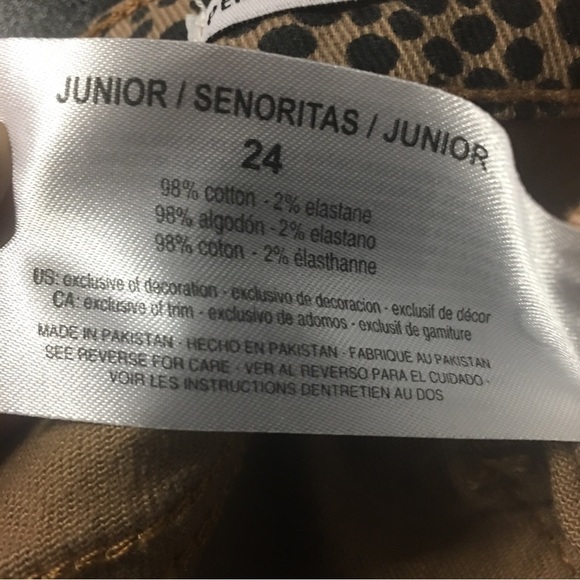 JUNIOR / SENORITAS / JUNIOR
24
98% cotton - 2% elastane
98% algodón - 2% elastano
98% coton - 2% élasthanne
US: exclusive of decoration - exclusivo de decoracion - exclusif de décor
CA: exclusive of trim - exclusivo de adornos - exclusif de garniture
MADE IN PAKISTAN · HECHO EN PAKISTAN · FABRIQUE AU PAKISTAN
SEE REVERSE FOR CARE · VER AL REVERSO PARA EL CUIDADO ·
VOIR LES INSTRUCTIONS DENTRETIEN AU DOS